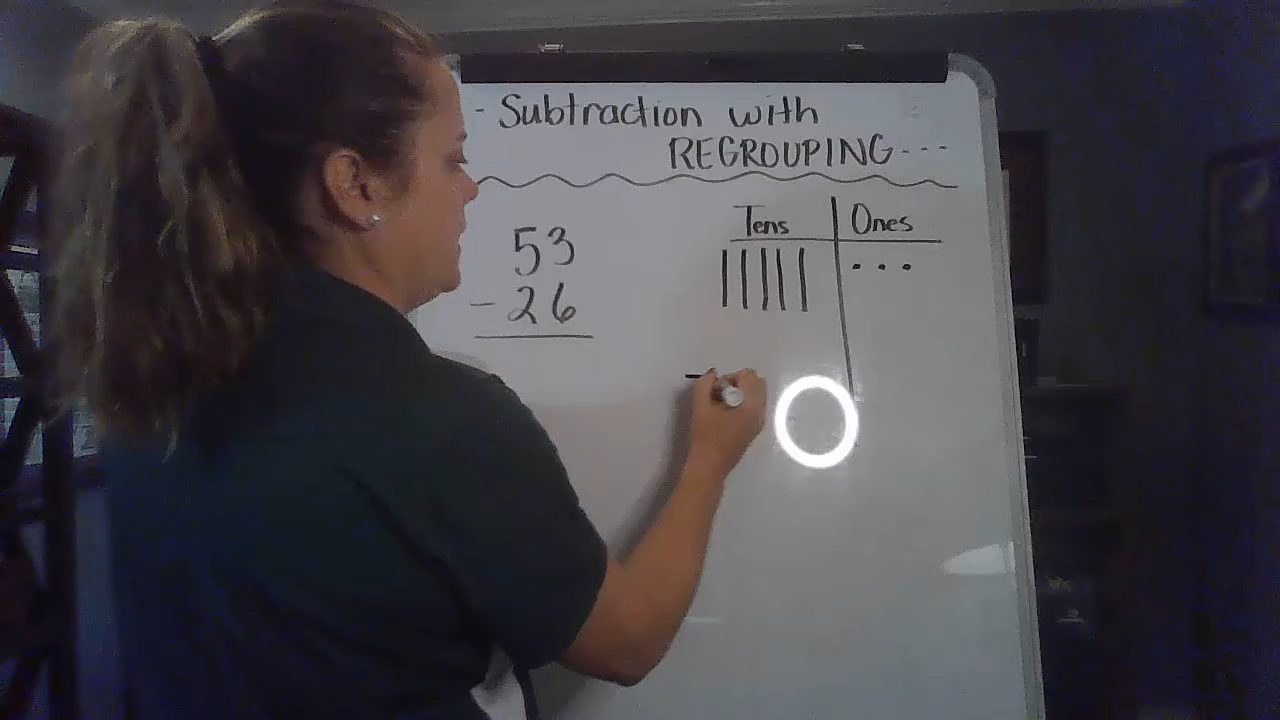 - Subtraction with
REGROUPING---
Tens Ones
53
- 26